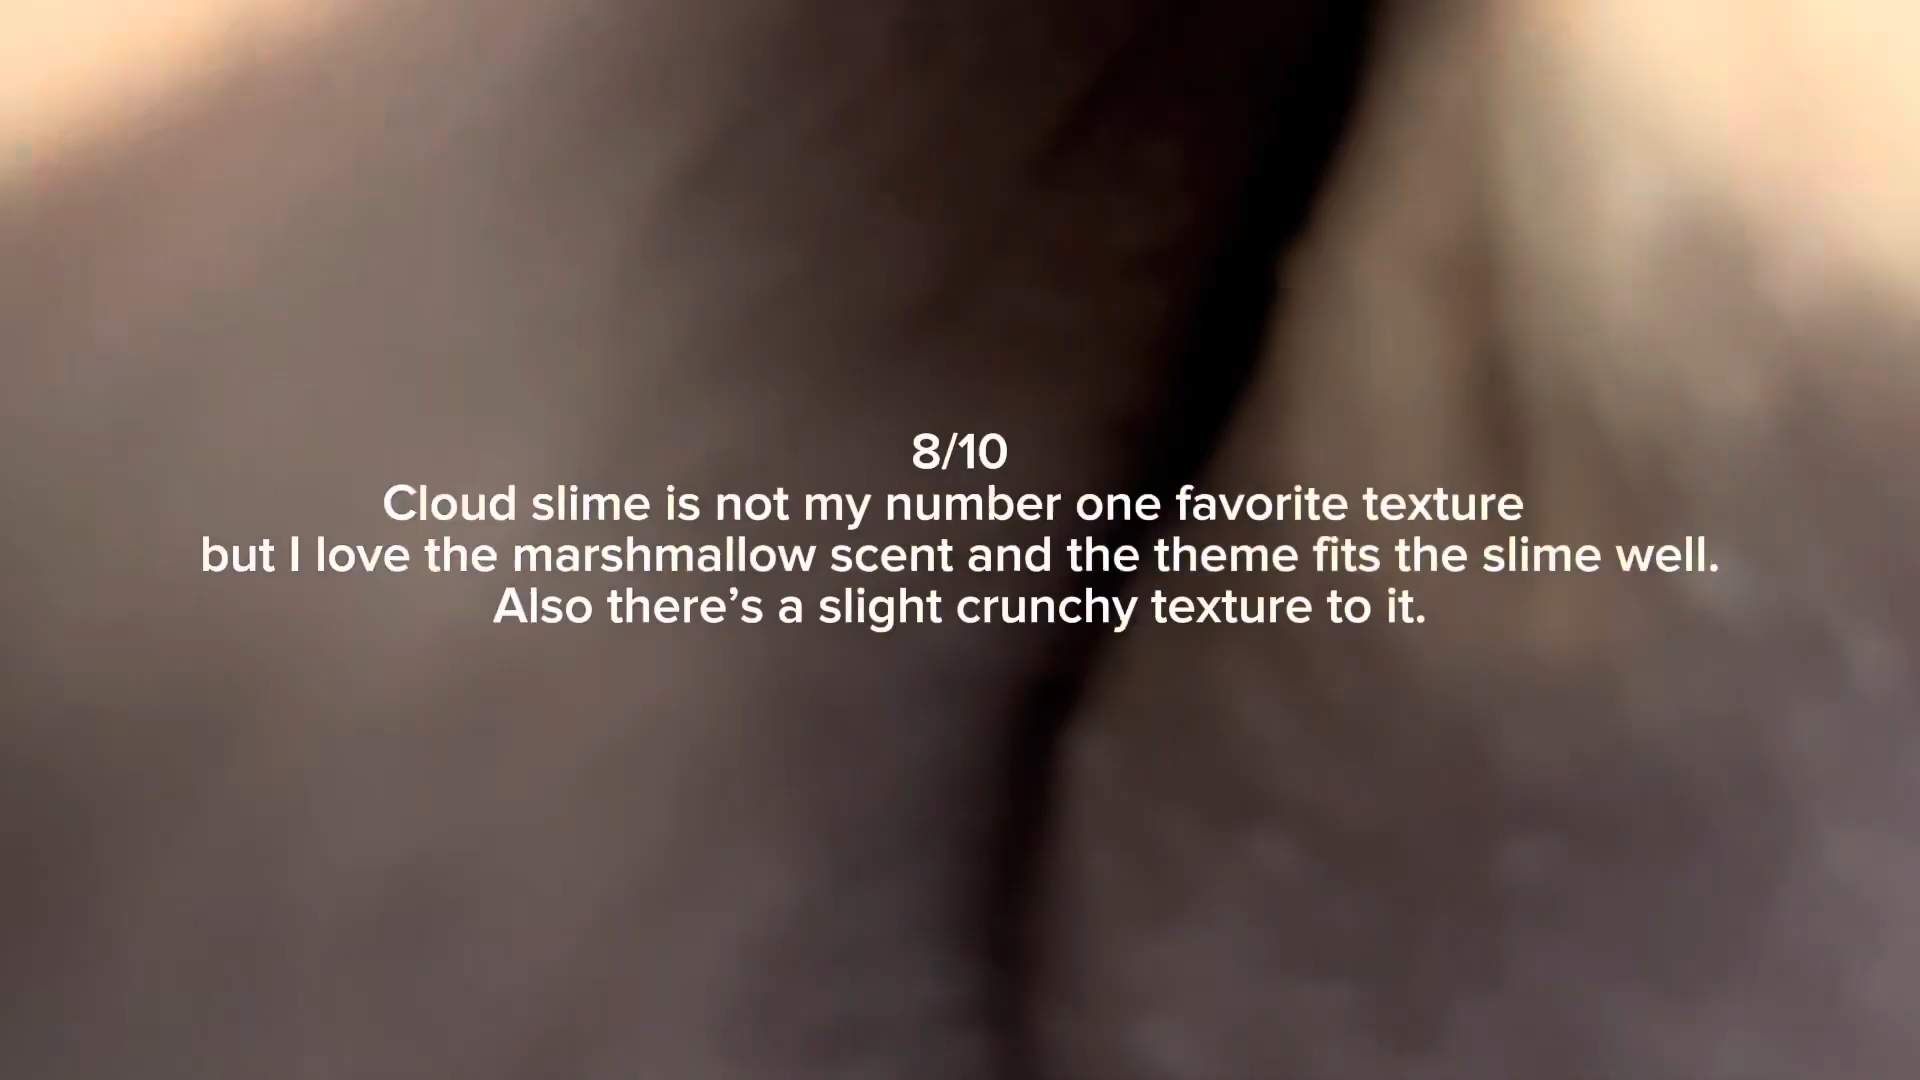 8/10
Cloud slime is not my number one favorite texture
but I love the marshmallow scent and the theme fits the slime well.
Also there’s a slight crunchy texture to it.